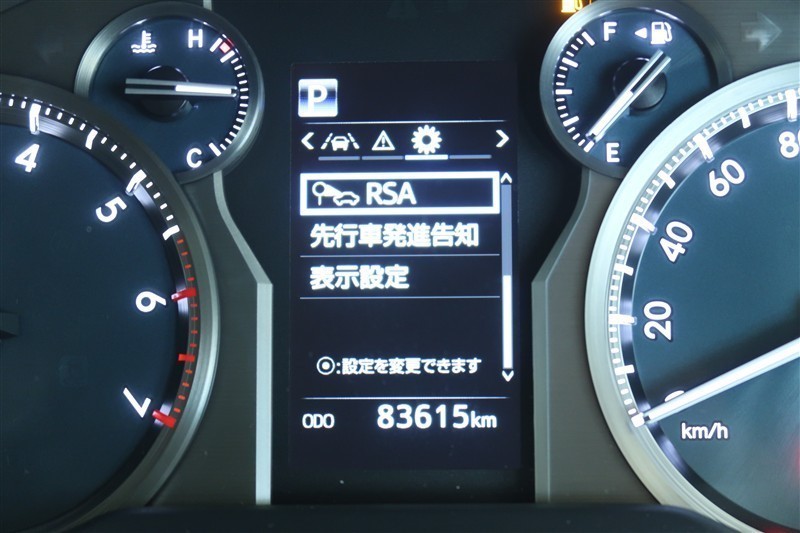 H
C
F
E
4
5
6
7
P
RSA
先行車発進告知
表示設定
:設定を変更できます
ODO 83615km
80
60
40
20
km/h